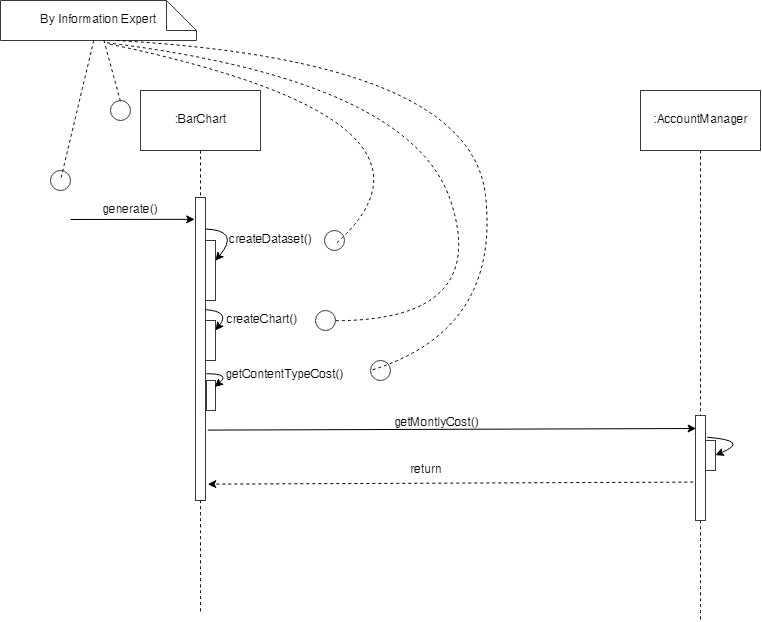 By Information Expert
:BarChart
:AccountManager
generate()
createDataset()
createChart()
getContentTypeCost()
getMontlyCost()
return